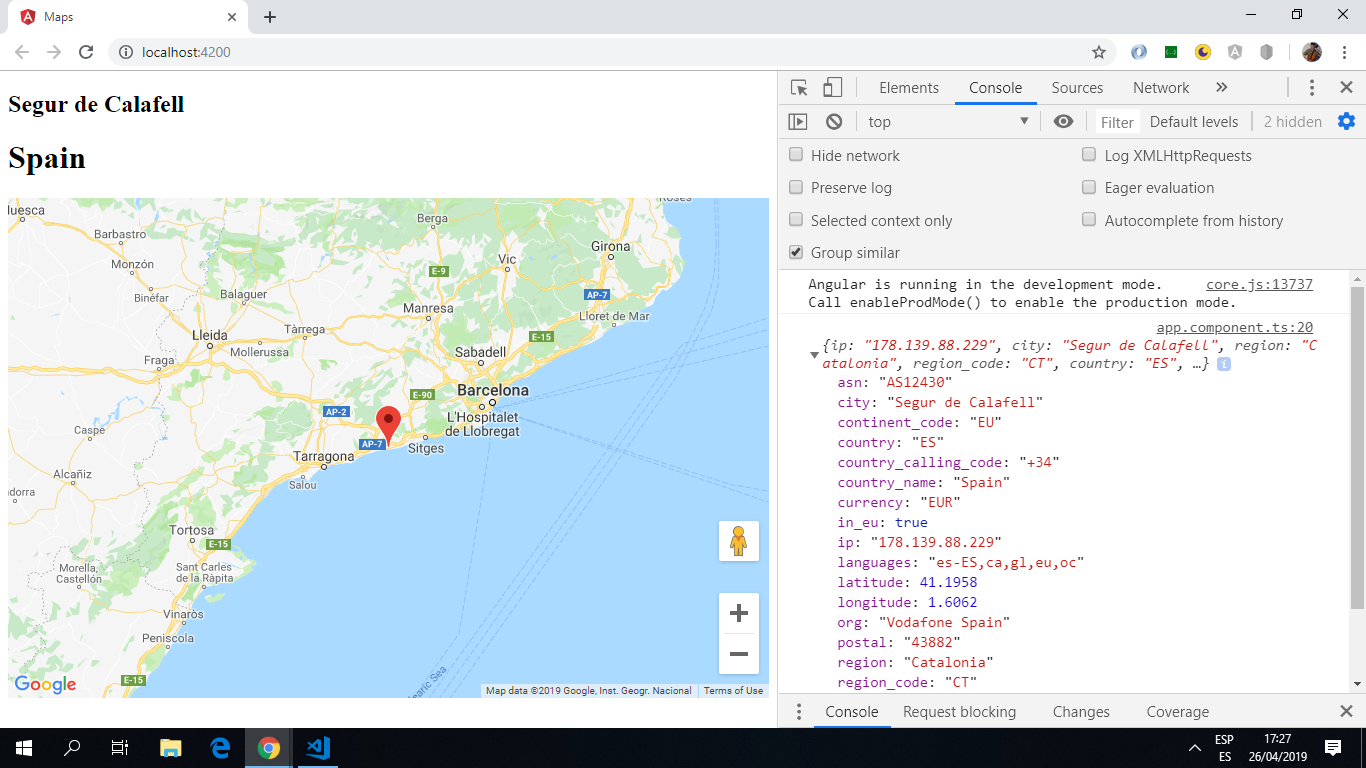 Maps
localhost:4200
Segur de Calafell
Spain
Huesca
Barbastro
Monzón
Binéfar
Balaguer
Lleida
Mollerussa
Tàrrega
Fraga
Caspe
Alcañiz
Berga
E-9
Vic
Girona
Roses
AP-7
Lloret de Mar
Manresa
E-15
Sabadell
E-90
Barcelona
AP-2
L'Hospitalet
de Llobregat
AP-7
Sitges
Tarragona
Salou
Tortosa
E-15
Morella,
Castellón
Sant Carles
de la Ràpita
Vinaròs
Peniscola
E-15
Google
Map data ©2019 Google, Inst. Geogr. Nacional
Terms of Use
Elements
Console
Sources
Network
top
Filter
Default levels
2 hidden
Hide network
Log XMLHttpRequests
Preserve log
Eager evaluation
Selected context only
Autocomplete from history
Group similar
Angular is running in the development mode. core.js:13737
Call enableProdMode() to enable the production mode.
app.component.ts:20
{ip: "178.139.88.229", city: "Segur de Calafell", region: "C
atalonia", region_code: "CT", country: "ES", …} i
asn: "AS12430"
city: "Segur de Calafell"
continent_code: "EU"
country: "ES"
country_calling_code: "+34"
country_name: "Spain"
currency: "EUR"
in_eu: true
ip: "178.139.88.229"
languages: "es-ES,ca,gl,eu,oc"
latitude: 41.1958
longitude: 1.6062
org: "Vodafone Spain"
postal: "43882"
region: "Catalonia"
region_code: "CT"
Console
Request blocking
Changes
Coverage
ESP
ES
17:27
26/04/2019